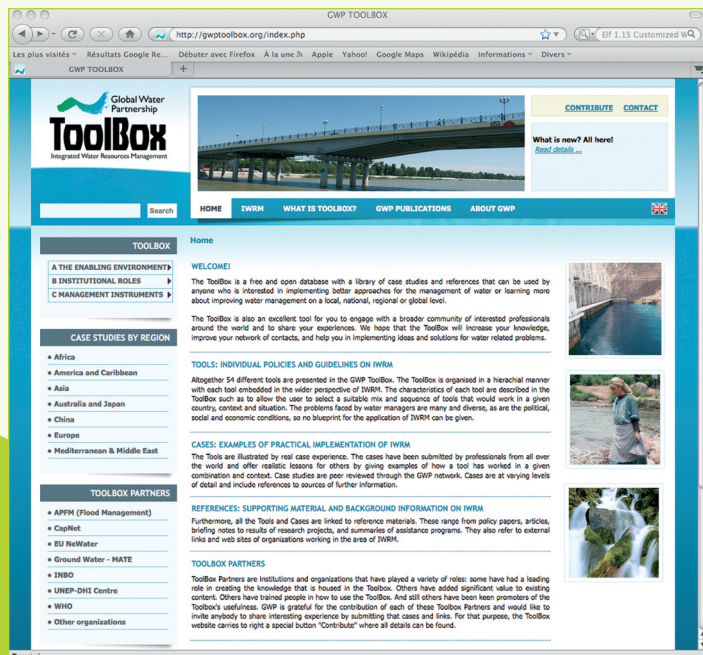 GWP TOOLBOX
http://gwptoolbox.org/index.php
Elf 1.15 Customized W
Les plus visités
Résultats Google Re...
Débuter avec Firefox
À la une
Apple
Yahoo!
Google Maps
Wikipédia
Informations
Divers
GWP TOOLBOX
+
Global Water
Partnership
ToolBox
Integrated Water Resources Management
CONTRIBUTE CONTACT
What is new? All here!
Read details ...
Search
HOME IWRM WHAT IS TOOLBOX? GWP PUBLICATIONS ABOUT GWP
TOOLBOX
A THE ENABLING ENVIRONMENT
B INSTITUTIONAL ROLES
C MANAGEMENT INSTRUMENTS
CASE STUDIES BY REGION
• Africa
• America and Caribbean
• Asia
• Australia and Japan
• China
• Europe
• Mediterranean & Middle East
TOOLBOX PARTNERS
• APFM (Flood Management)
• CapNet
• EU NeWater
• Ground Water - MATE
• INBO
• UNEP-DHI Centre
• WHO
• Other organizations
Home
WELCOME!
The ToolBox is a free and open database with a library of case studies and references that can be used by
anyone who is interested in implementing better approaches for the management of water or learning more
about improving water management on a local, national, regional or global level.
The ToolBox is also an excellent tool for you to engage with a broader community of interested professionals
around the world and to share your experiences. We hope that the ToolBox will increase your knowledge,
improve your network of contacts, and help you in implementing ideas and solutions for water related problems.
TOOLS: INDIVIDUAL POLICIES AND GUIDELINES ON IWRM
Altogether 54 different tools are presented in the GWP ToolBox. The ToolBox is organised in a hierachial manner
with each tool embedded in the wider perspective of IWRM. The characteristics of each tool are described in the
ToolBox such as to allow the user to select a suitable mix and sequence of tools that would work in a given
country, context and situation. The problems faced by water managers are many and diverse, as are the political,
social and economic conditions, so no blueprint for the application of IWRM can be given.
CASES: EXAMPLES OF PRACTICAL IMPLEMENTATION OF IWRM
The Tools are illustrated by real case experience. The cases have been submitted by professionals from all over
the world and offer realistic lessons for others by giving examples of how a tool has worked in a given
combination and context. Case studies are peer reviewed through the GWP network. Cases are at varying levels
of detail and include references to sources of further information.
REFERENCES: SUPPORTING MATERIAL AND BACKGROUND INFORMATION ON IWRM
Furthermore, all the Tools and Cases are linked to reference materials. These range from policy papers, articles,
briefing notes to results of research projects, and summaries of assistance programs. They also refer to external
links and web sites of organizations working in the area of IWRM.
TOOLBOX PARTNERS
ToolBox Partners are institutions and organizations that have played a variety of roles: some have had a leading
role in creating the knowledge that is housed in the Toolbox. Others have added significant value to existing
content. Others have trained people in how to use the ToolBox. And still others have been keen promoters of the
Toolbox's usefulness. GWP is grateful for the contribution of each of these Toolbox Partners and would like to
invite anybody to share interesting experience by submitting that cases and links. For that purpose, the ToolBox
website carries to right a special button "Contribute" where all details can be found.